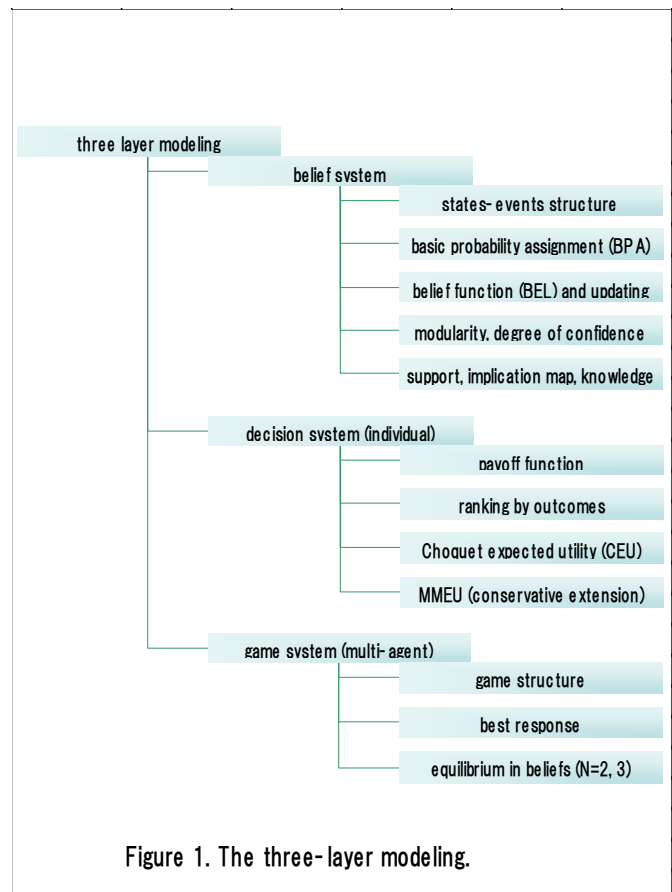 three layer modeling
belief system
states-events structure
basic probability assignment (BPA)
belief function (BEL) and updating
modularity, degree of confidence
support, implication map, knowledge
decision system (individual)
payoff function
ranking by outcomes
Choquet expected utility (CEU)
MMEU (conservative extension)
game system (multi-agent)
game structure
best response
equilibrium in beliefs (N=2, 3)
Figure 1. The three-layer modeling.